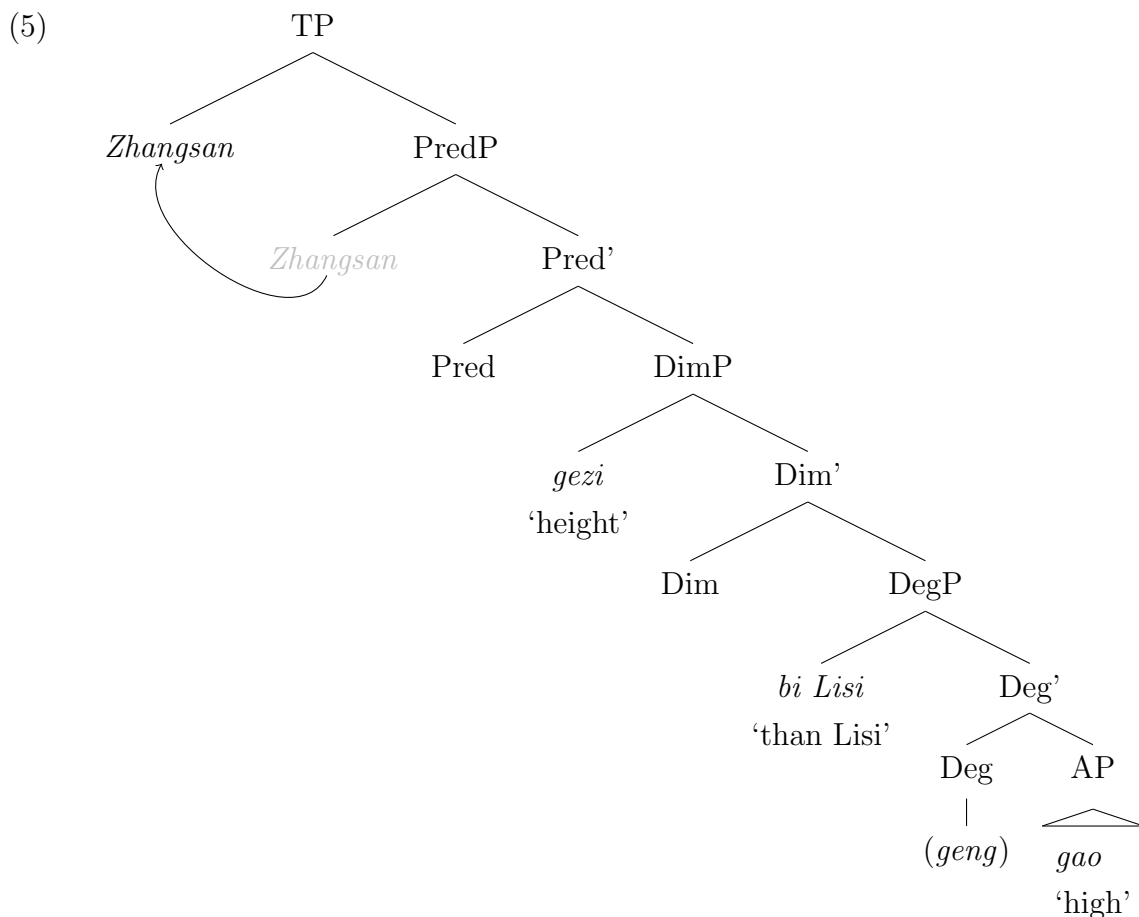 (5) TP
Zhangsan PredP
Zhangsan Pred’
Pred DimP
gezi Dim’
‘height’
Dim DegP
bi Lisi Deg’
‘than Lisi’
Deg AP
(geng) gao
‘high’